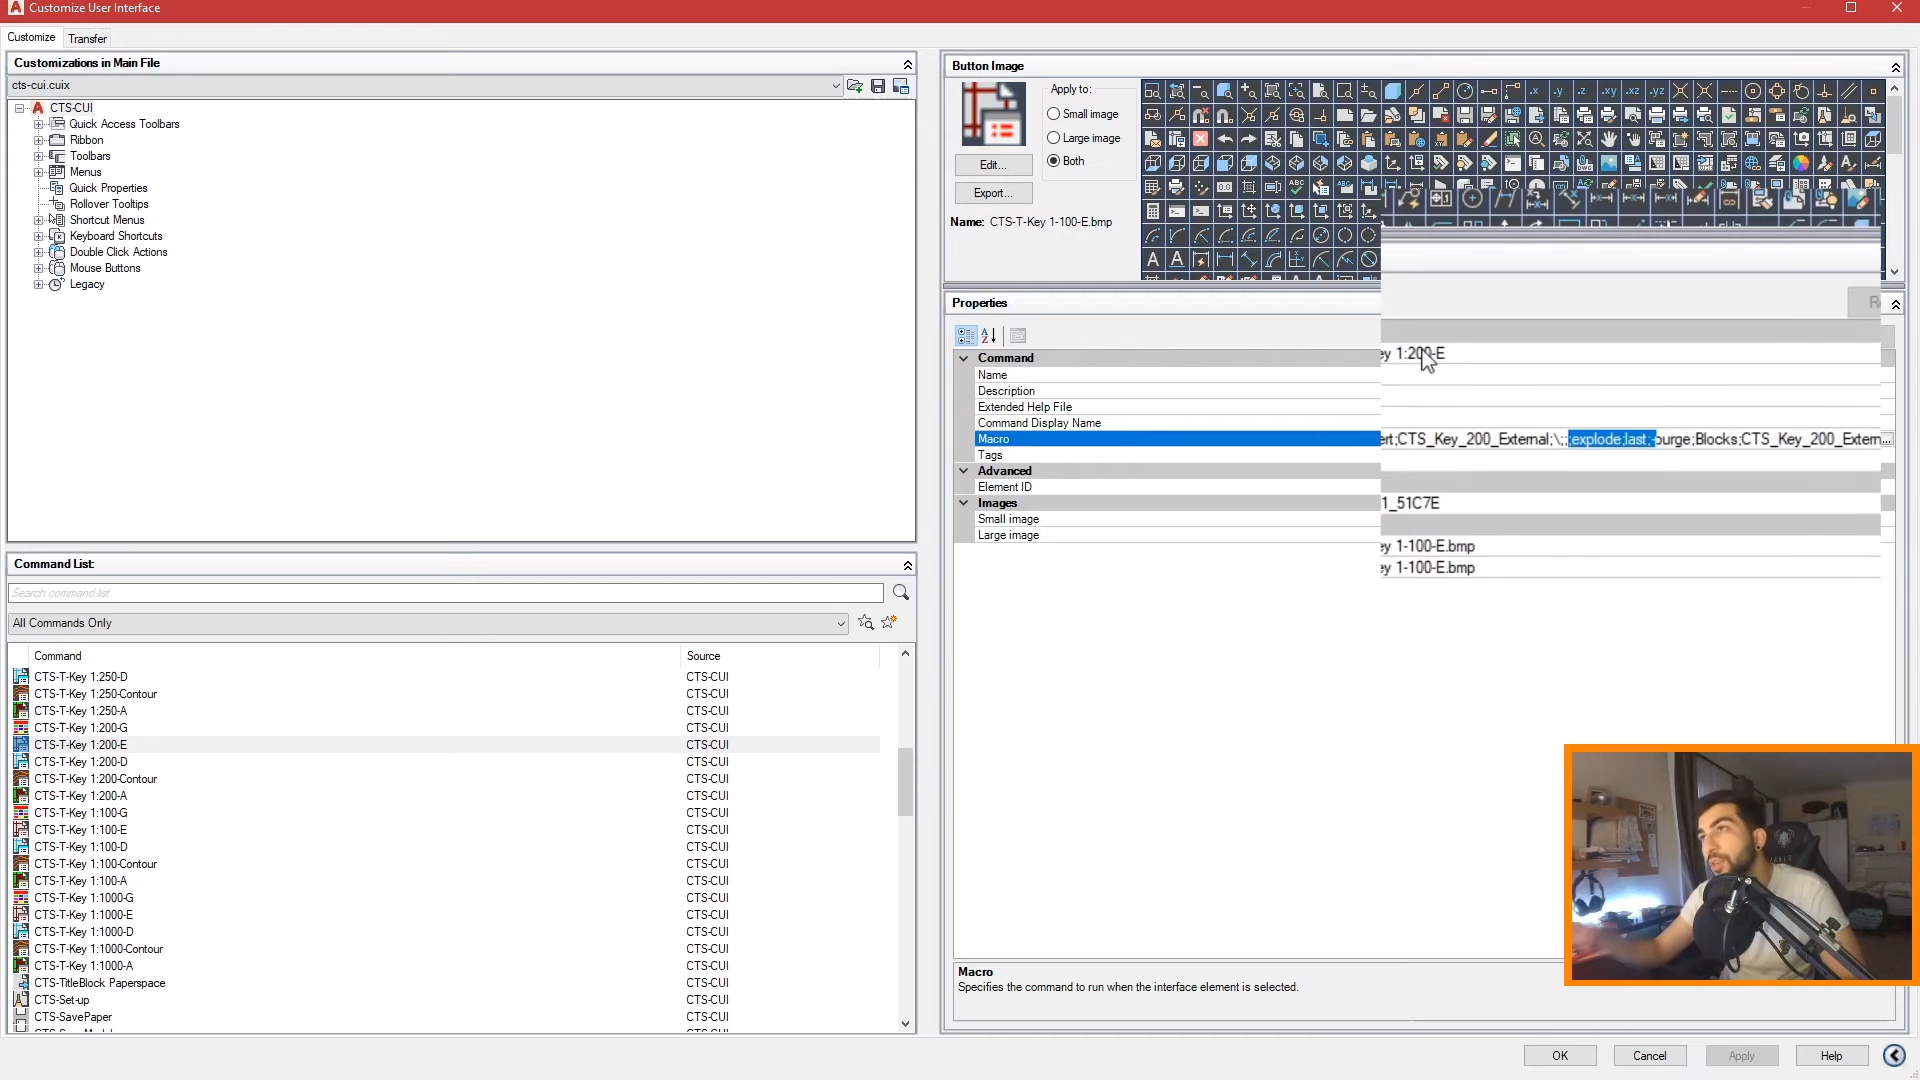 Customize User Interface
Customize
Transfer
Customizations in Main File
cts-cui.cuix
CTS-CUI
Quick Access Toolbars
Ribbon
Toolbars
Menus
Quick Properties
Rollover Tooltips
Shortcut Menus
Keyboard Shortcuts
Double Click Actions
Mouse Buttons
Legacy
Command List:
Search command list
All Commands Only
Command Source
CTS-T-Key 1:250-D CTS-CUI
CTS-T-Key 1:250-Contour CTS-CUI
CTS-T-Key 1:250-A CTS-CUI
CTS-T-Key 1:200-G CTS-CUI
CTS-T-Key 1:200-E CTS-CUI
CTS-T-Key 1:200-D CTS-CUI
CTS-T-Key 1:200-Contour CTS-CUI
CTS-T-Key 1:200-A CTS-CUI
CTS-T-Key 1:100-G CTS-CUI
CTS-T-Key 1:100-E CTS-CUI
CTS-T-Key 1:100-D CTS-CUI
CTS-T-Key 1:100-Contour CTS-CUI
CTS-T-Key 1:100-A CTS-CUI
CTS-T-Key 1:1000-G CTS-CUI
CTS-T-Key 1:1000-E CTS-CUI
CTS-T-Key 1:1000-D CTS-CUI
CTS-T-Key 1:1000-Contour CTS-CUI
CTS-T-Key 1:1000-A CTS-CUI
CTS-TitleBlock Paperspace CTS-CUI
CTS-Set-up CTS-CUI
CTS-SavePaper CTS-CUI
Button Image
Apply to:
Small image
Large image
Both
Edit...
Export...
Name: CTS-T-Key 1-100-E.bmp
Properties
Command
Name ey 1:200-E
Description
Extended Help File
Command Display Name
Macro ert;CTS_Key_200_External;\;;;explode;last;-purge;Blocks;CTS_Key_200_Extern...
Tags
Advanced
Element ID 1_51C7E
Images
Small image ey 1-100-E.bmp
Large image ey 1-100-E.bmp
Macro
Specifies the command to run when the interface element is selected.
OK
Cancel
Apply
Help